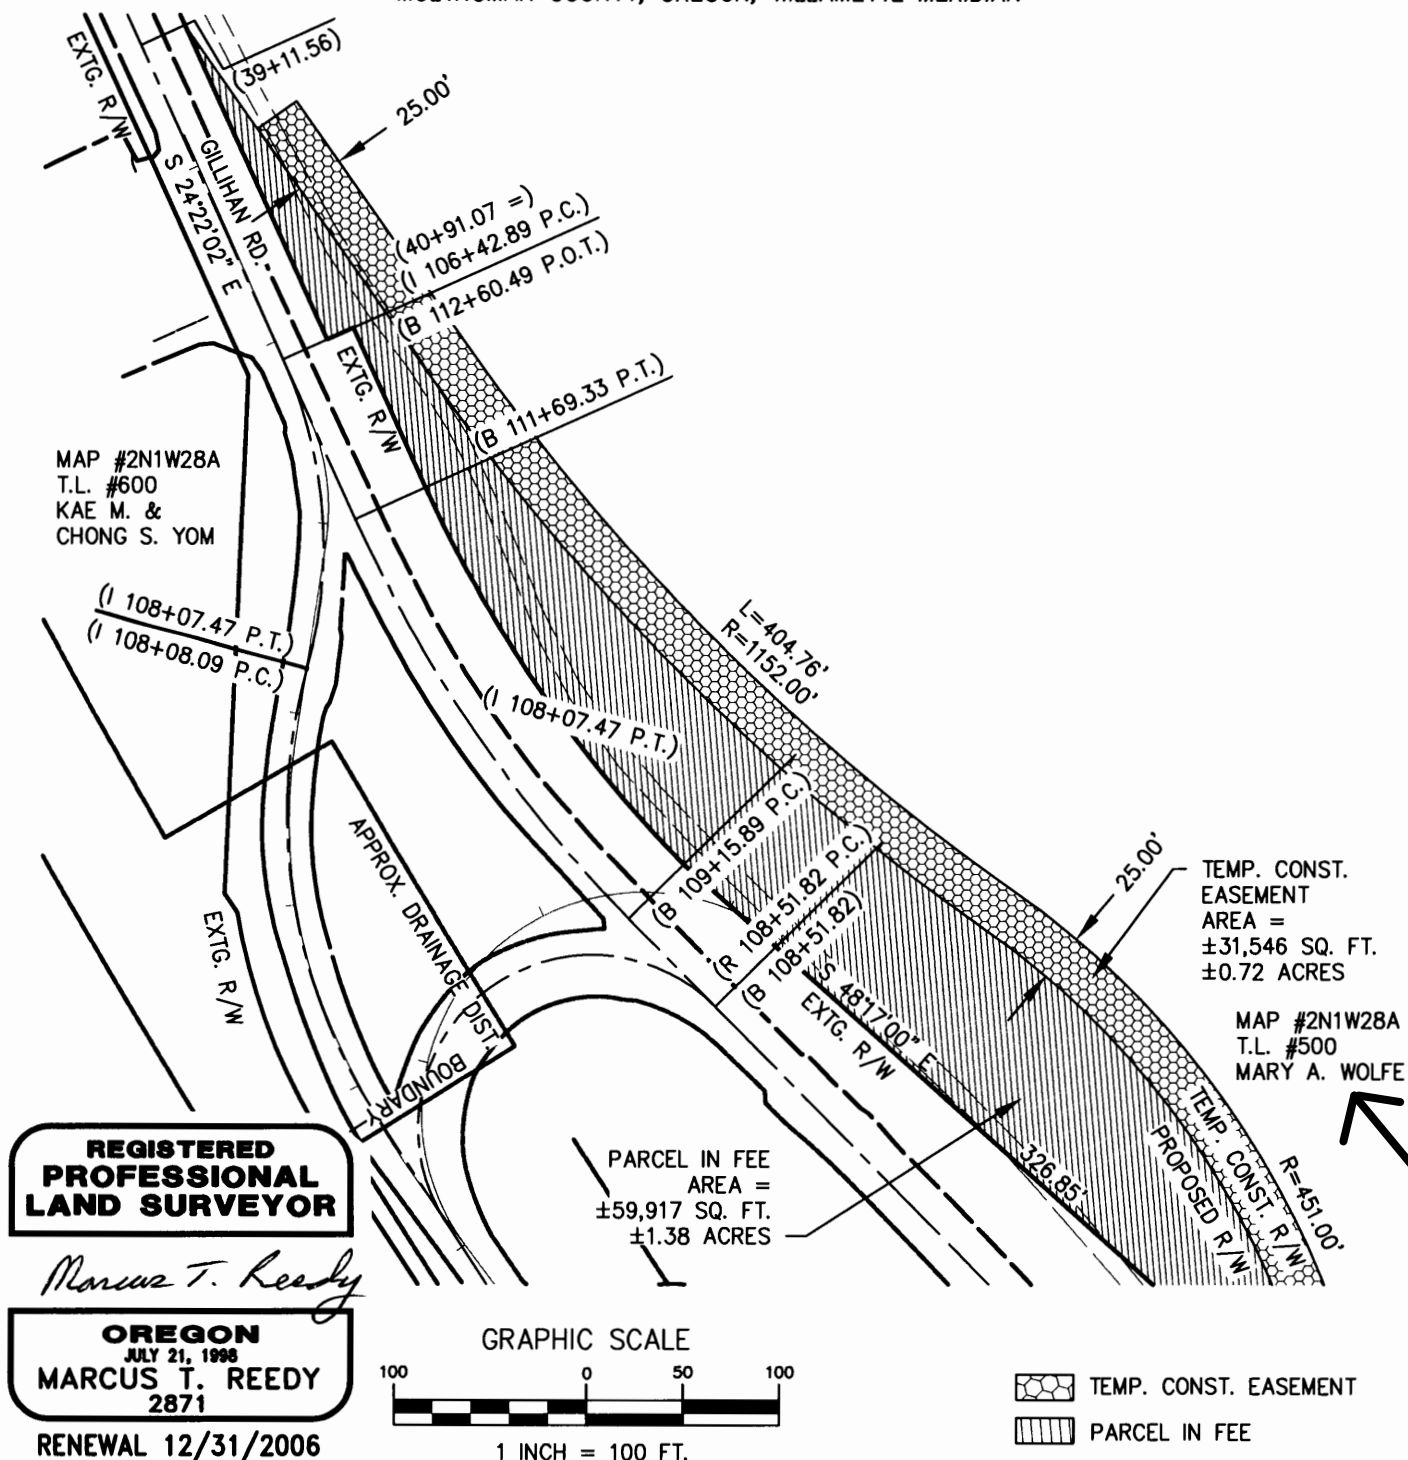 MULTNOMAH COUNTY, OREGON, WILLAMETTE MERIDIAN
EXTG. R/W
(39+11.56)
25.00'
GILLIHAN RD.
S 24°22'02" E
(40+91.07 =)
(I 106+42.89 P.C.)
(B 112+60.49 P.O.T.)
EXTG. R/W
(B 111+69.33 P.T.)
MAP #2N1W28A
T.L. #600
KAE M. &
CHONG S. YOM
(I 108+07.47 P.T.)
(I 108+08.09 P.C.)
L=404.76'
R=1152.00'
(I 108+07.47 P.T.)
(B 109+15.89 P.C.)
(R 108+51.82 P.C.)
(B 108+51.82)
APPROX. DRAINAGE DIST.
BOUNDARY
EXTG. R/W
S 48°17'00" E
EXTG. R/W
326.85'
25.00'
TEMP. CONST.
EASEMENT
AREA =
±31,546 SQ. FT.
±0.72 ACRES
MAP #2N1W28A
T.L. #500
MARY A. WOLFE
TEMP. CONST. R/W
PROPOSED R/W
R=451.00'
PARCEL IN FEE
AREA =
±59,917 SQ. FT.
±1.38 ACRES
REGISTERED
PROFESSIONAL
LAND SURVEYOR
Marcus T. Reedy
OREGON
JULY 21, 1998
MARCUS T. REEDY
2871
RENEWAL 12/31/2006
GRAPHIC SCALE
100 0 50 100
1 INCH = 100 FT.
TEMP. CONST. EASEMENT
PARCEL IN FEE